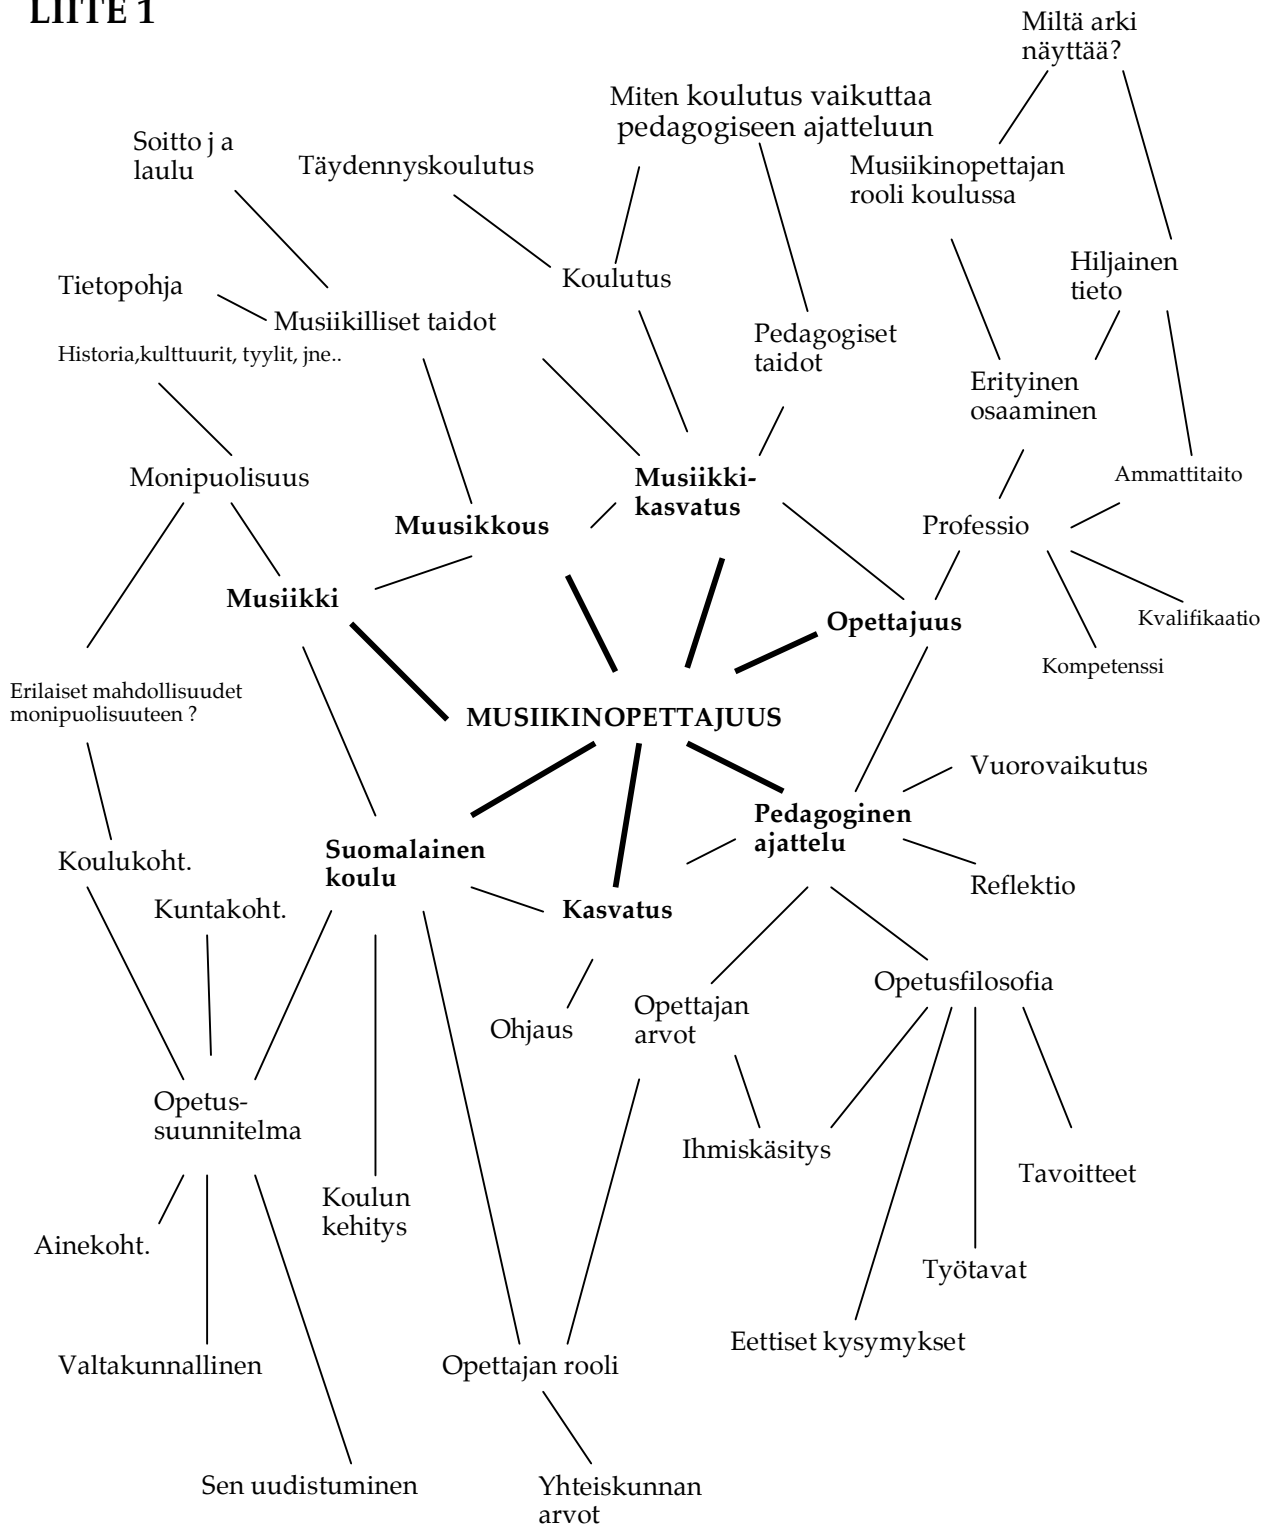 LIITE 1
Miltä arki
näyttää?
Miten koulutus vaikuttaa
pedagogiseen ajatteluun
Soitto j a
laulu
Täydennyskoulutus
Musiikinopettajan
rooli koulussa
Hiljainen
tieto
Koulutus
Tietopohja
Musiikilliset taidot
Historia,kulttuurit, tyylit, jne..
Pedagogiset
taidot
Erityinen
osaaminen
Monipuolisuus
Musiikki-
kasvatus
Ammattitaito
Muusikkous
Professio
Musiikki
Opettajuus
Kvalifikaatio
Kompetenssi
Erilaiset mahdollisuudet
monipuolisuuteen ?
MUSIIKINOPETTAJUUS
Vuorovaikutus
Pedagoginen
ajattelu
Koulukoht.
Suomalainen
koulu
Reflektio
Kuntakoht.
Kasvatus
Opetusfilosofia
Ohjaus
Opettajan
arvot
Opetus-
suunnitelma
Ihmiskäsitys
Tavoitteet
Koulun
kehitys
Ainekoht.
Työtavat
Eettiset kysymykset
Valtakunnallinen
Opettajan rooli
Sen uudistuminen
Yhteiskunnan
arvot